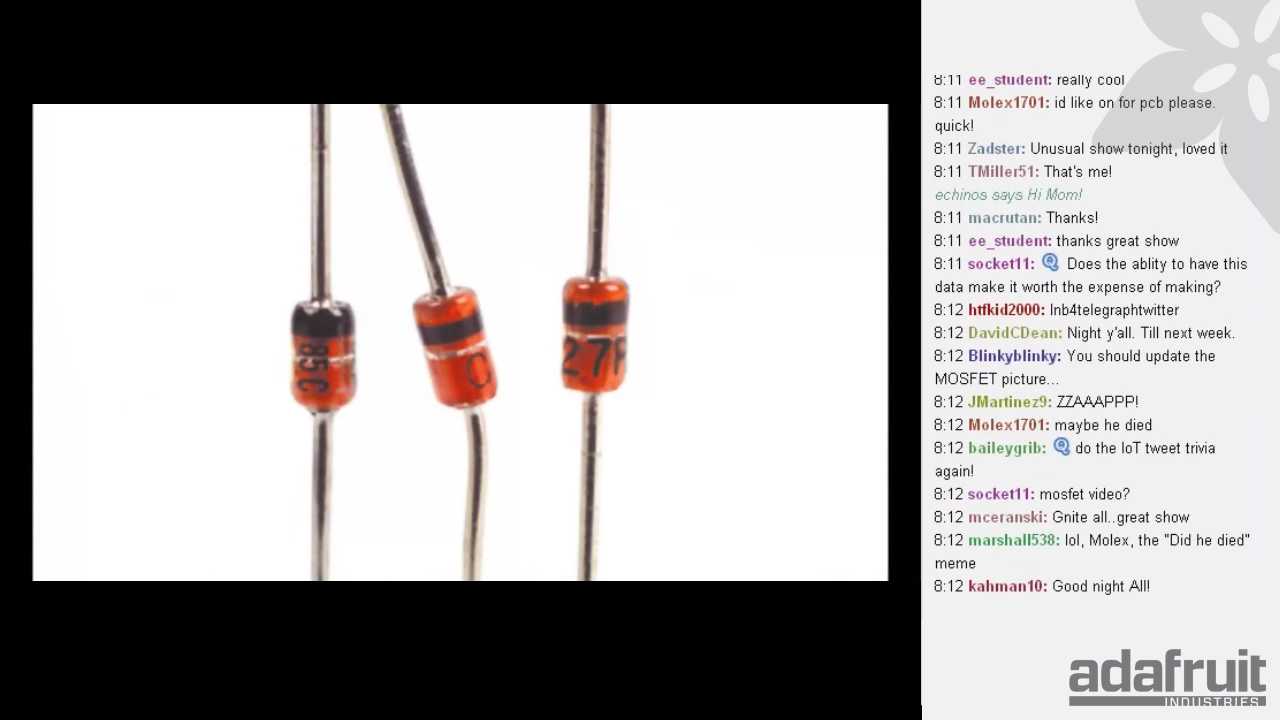 85C
C
27P
8:11 ee_student: really cool
8:11 Molex1701: id like on for pcb please.
quick!
8:11 Zadster: Unusual show tonight, loved it
8:11 TMiller51: That's me!
echinos says Hi Mom!
8:11 macrutan: Thanks!
8:11 ee_student: thanks great show
8:11 socket11: Does the ablity to have this
data make it worth the expense of making?
8:12 htfkid2000: Inb4telegraphtwitter
8:12 DavidCDean: Night y'all. Till next week.
8:12 Blinkyblinky: You should update the
MOSFET picture...
8:12 JMartinez9: ZZAAAPPP!
8:12 Molex1701: maybe he died
8:12 baileygrib: do the IoT tweet trivia
again!
8:12 socket11: mosfet video?
8:12 mceranski: Gnite all..great show
8:12 marshall538: lol, Molex, the "Did he died"
meme
8:12 kahman10: Good night All!
adafruit
INDUSTRIES